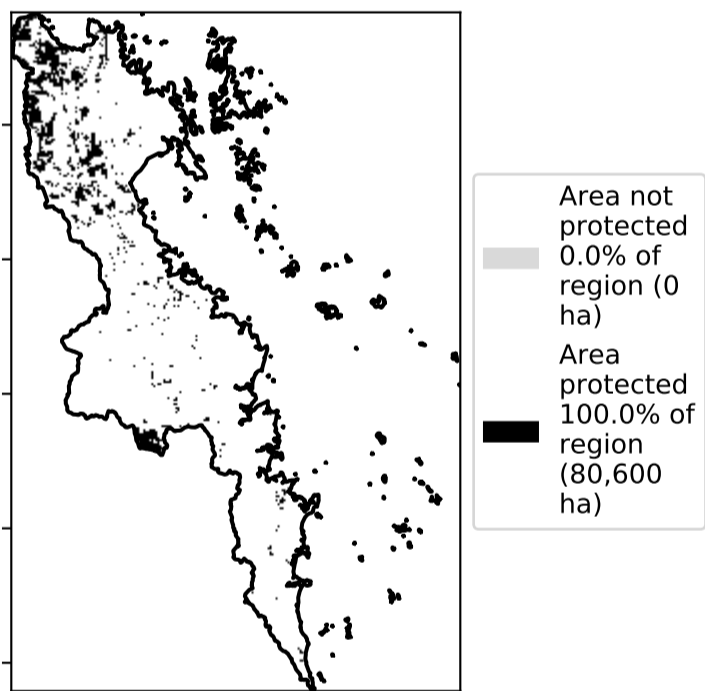 Area not
protected
0.0% of
region (0
ha)
Area
protected
100.0% of
region
(80,600
ha)